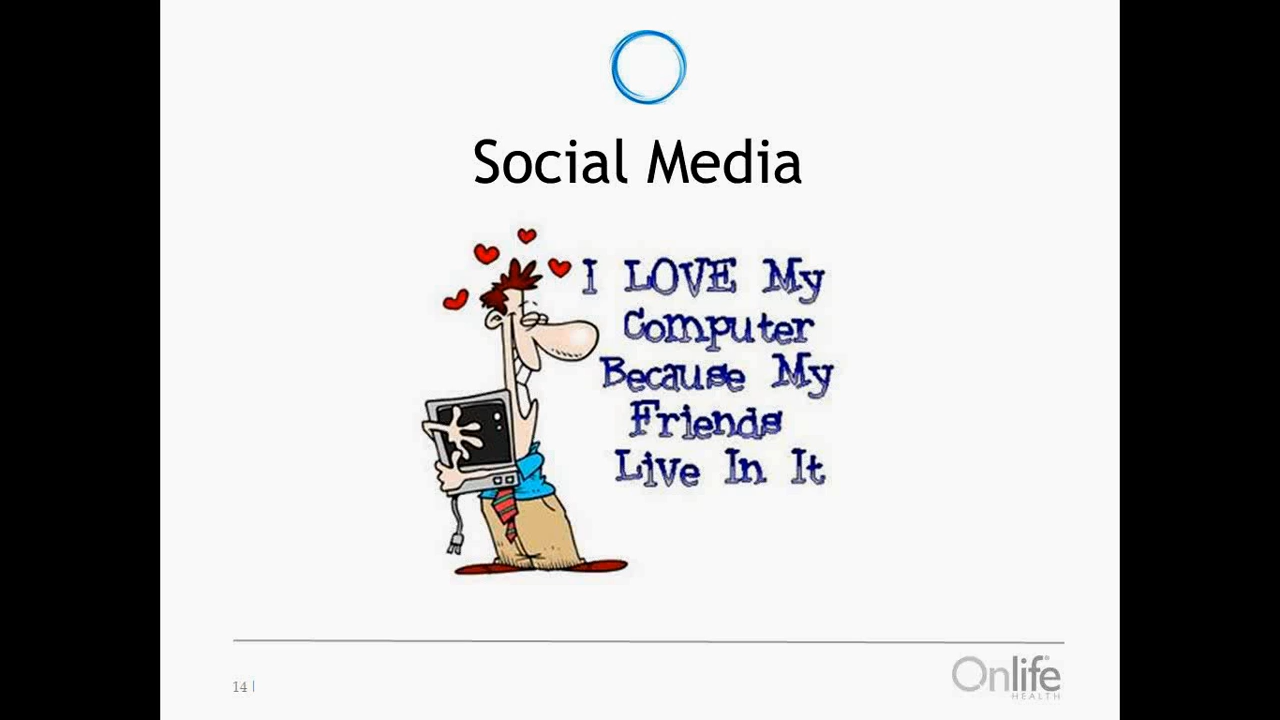 Social Media
I LOVE My
Computer
Because My
Friends
Live In It
14
Onlife
HEALTH